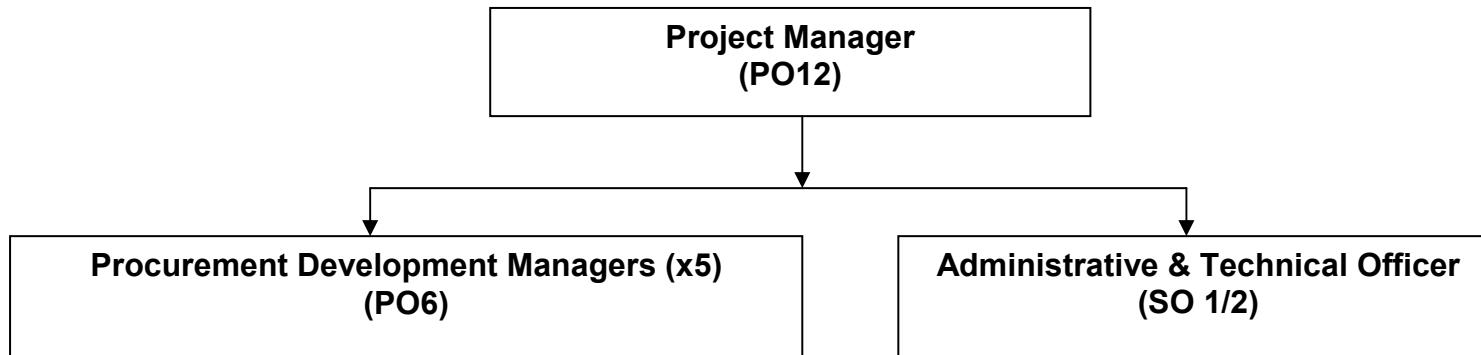 Project Manager
(PO12)
Procurement Development Managers (x5)
(PO6)
Administrative & Technical Officer
(SO 1/2)